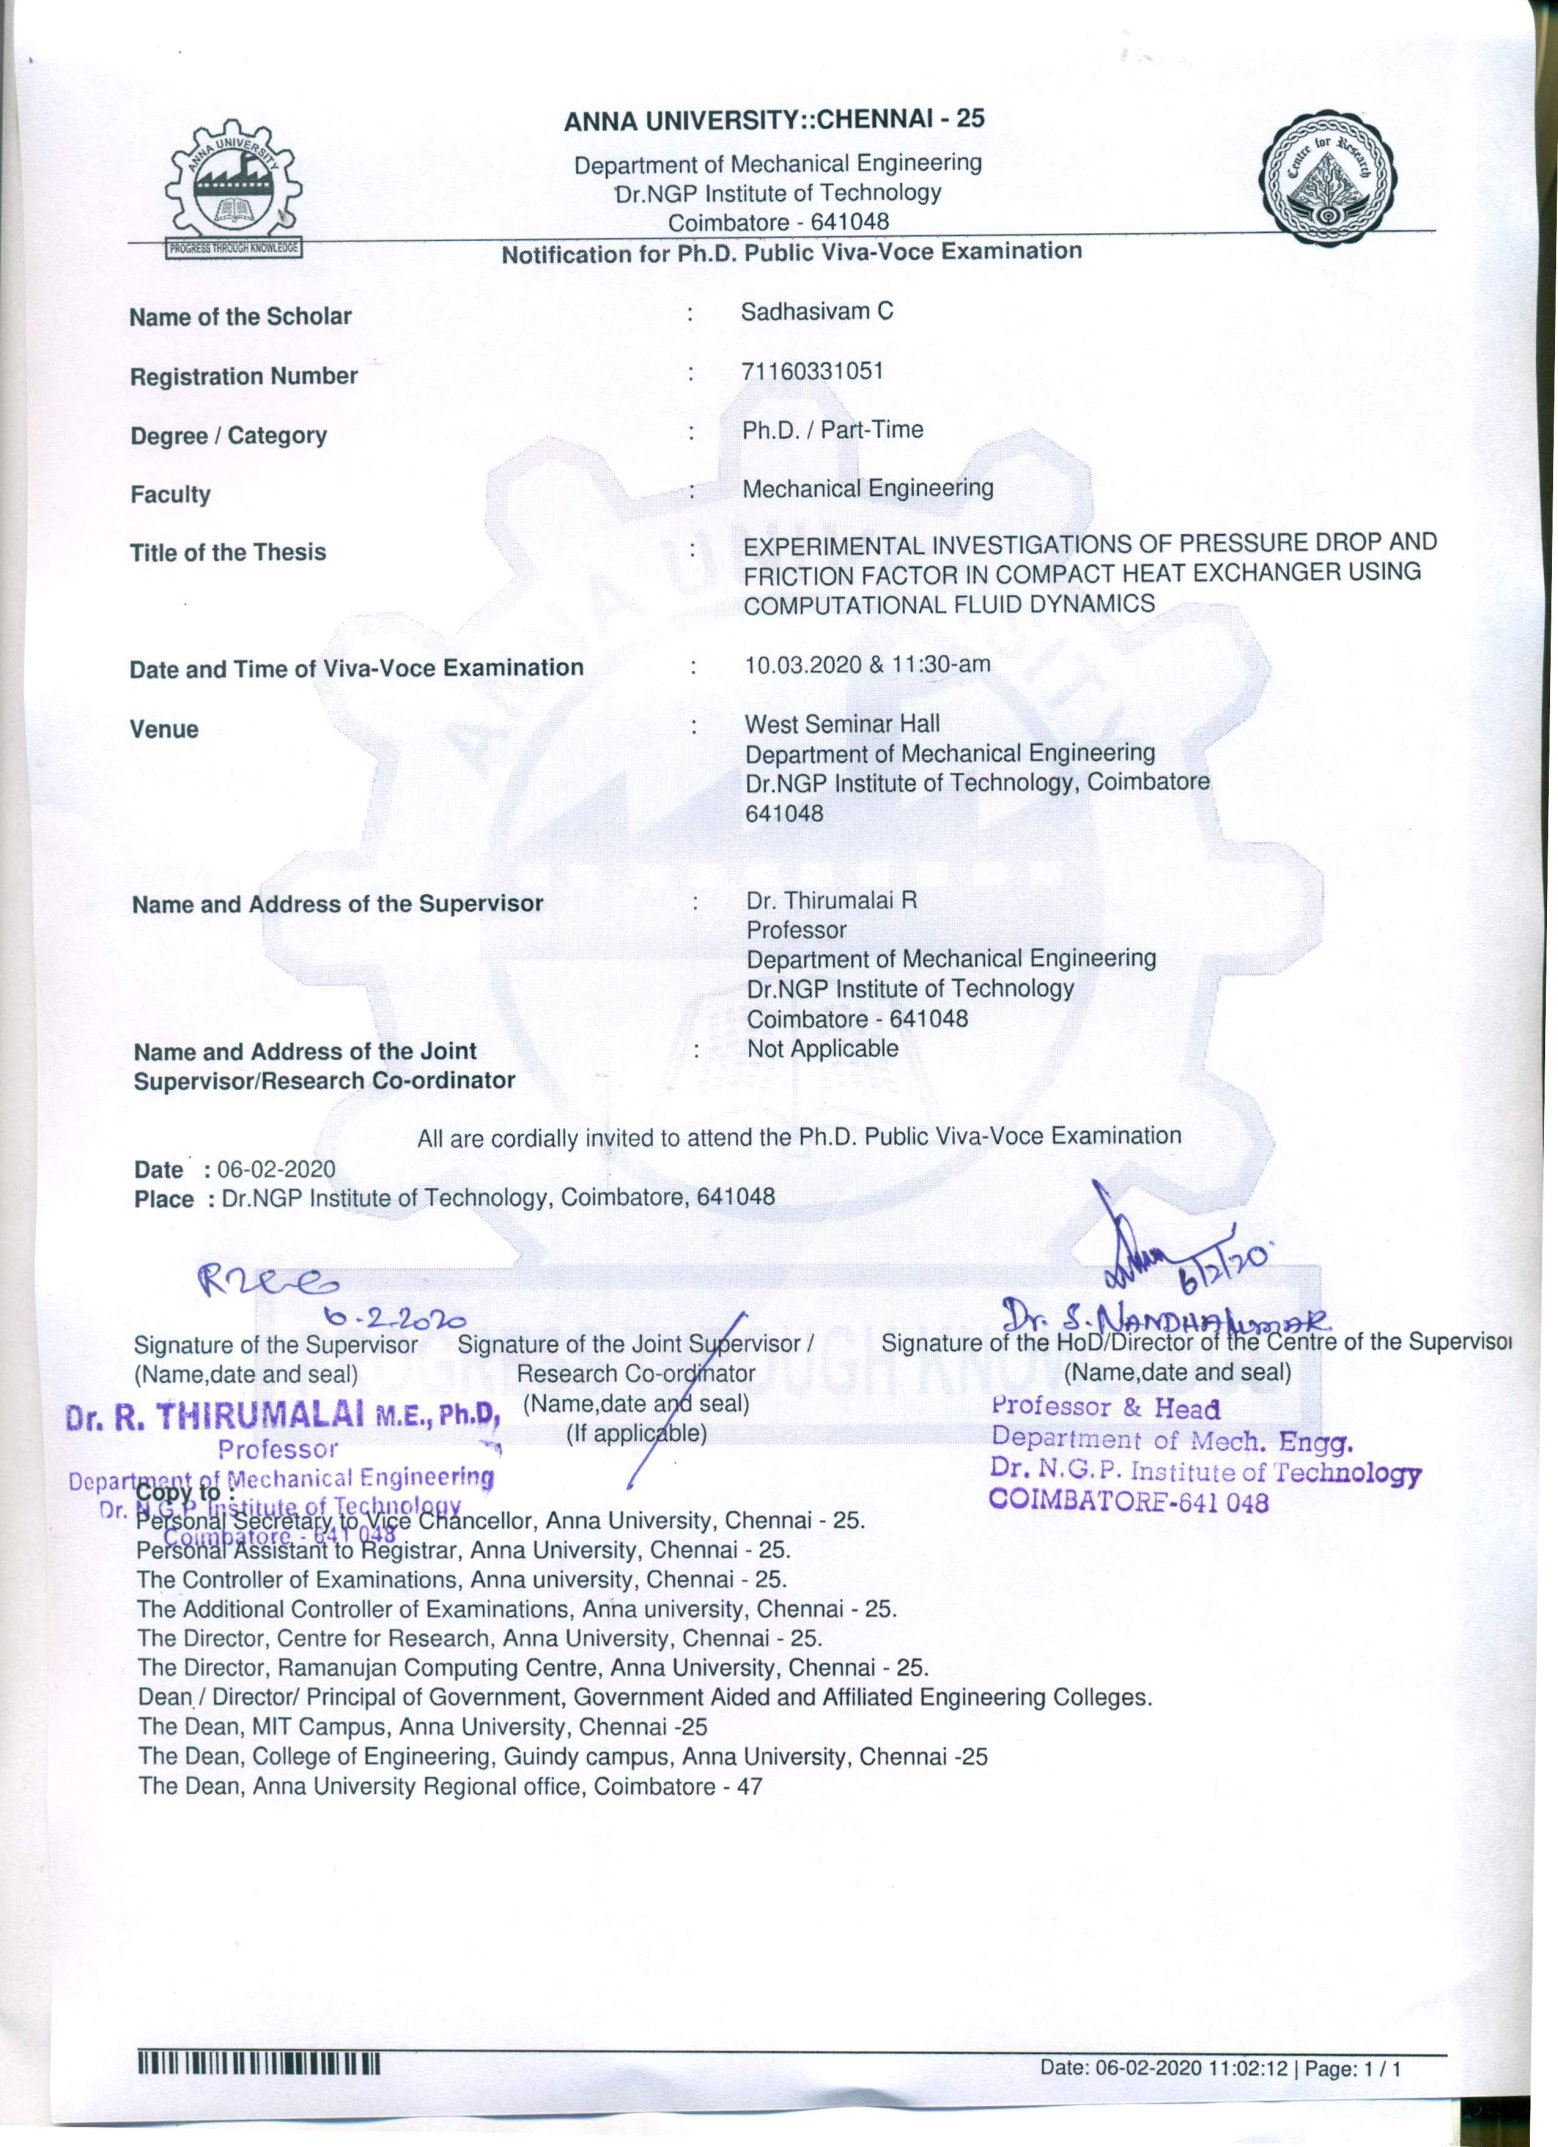 ANNA UNIVERSITY::CHENNAI - 25
Department of Mechanical Engineering
Dr.NGP Institute of Technology
Coimbatore - 641048
ANNA UNIVERSITY
PROGRESS THROUGH KNOWLEDGE
Centre for Research
Notification for Ph.D. Public Viva-Voce Examination
Name of the Scholar : Sadhasivam C
Registration Number : 71160331051
Degree / Category : Ph.D. / Part-Time
Faculty : Mechanical Engineering
Title of the Thesis : EXPERIMENTAL INVESTIGATIONS OF PRESSURE DROP AND
FRICTION FACTOR IN COMPACT HEAT EXCHANGER USING
COMPUTATIONAL FLUID DYNAMICS
Date and Time of Viva-Voce Examination : 10.03.2020 & 11:30-am
Venue : West Seminar Hall
Department of Mechanical Engineering
Dr.NGP Institute of Technology, Coimbatore
641048
Name and Address of the Supervisor : Dr. Thirumalai R
Professor
Department of Mechanical Engineering
Dr.NGP Institute of Technology
Coimbatore - 641048
Name and Address of the Joint : Not Applicable
Supervisor/Research Co-ordinator
All are cordially invited to attend the Ph.D. Public Viva-Voce Examination
Date : 06-02-2020
Place : Dr.NGP Institute of Technology, Coimbatore, 641048
6.2.2020
6/2/20
Dr. S. NANDHAKUMAR
Signature of the Supervisor
(Name,date and seal)
Signature of the Joint Supervisor /
Research Co-ordinator
(Name,date and seal)
(If applicable)
Signature of the HoD/Director of the Centre of the Supervisor
(Name,date and seal)
Dr. R. THIRUMALAI M.E., Ph.D,
Professor
Department of Mechanical Engineering
Dr. N.G.P. Institute of Technology
Coimbatore - 641 048
Professor & Head
Department of Mech. Engg.
Dr. N.G.P. Institute of Technology
COIMBATORE-641 048
Copy to :
Personal Secretary to Vice Chancellor, Anna University, Chennai - 25.
Personal Assistant to Registrar, Anna University, Chennai - 25.
The Controller of Examinations, Anna university, Chennai - 25.
The Additional Controller of Examinations, Anna university, Chennai - 25.
The Director, Centre for Research, Anna University, Chennai - 25.
The Director, Ramanujan Computing Centre, Anna University, Chennai - 25.
Dean / Director/ Principal of Government, Government Aided and Affiliated Engineering Colleges.
The Dean, MIT Campus, Anna University, Chennai -25
The Dean, College of Engineering, Guindy campus, Anna University, Chennai -25
The Dean, Anna University Regional office, Coimbatore - 47
Date: 06-02-2020 11:02:12 | Page: 1 / 1